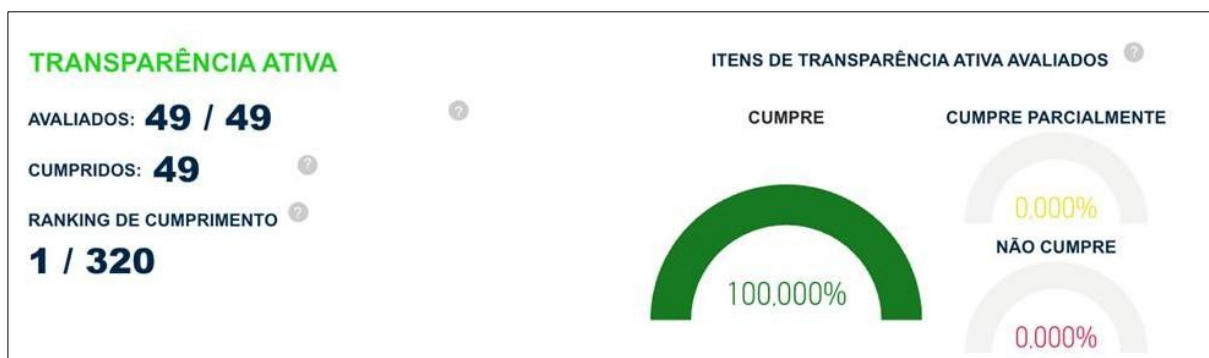 TRANSPARÊNCIA ATIVA
AVALIADOS: 49 / 49 ?
CUMPRIDOS: 49 ?
RANKING DE CUMPRIMENTO ?
1 / 320
ITENS DE TRANSPARÊNCIA ATIVA AVALIADOS ?
CUMPRE
100,000%
CUMPRE PARCIALMENTE
0,000%
NÃO CUMPRE
0,000%